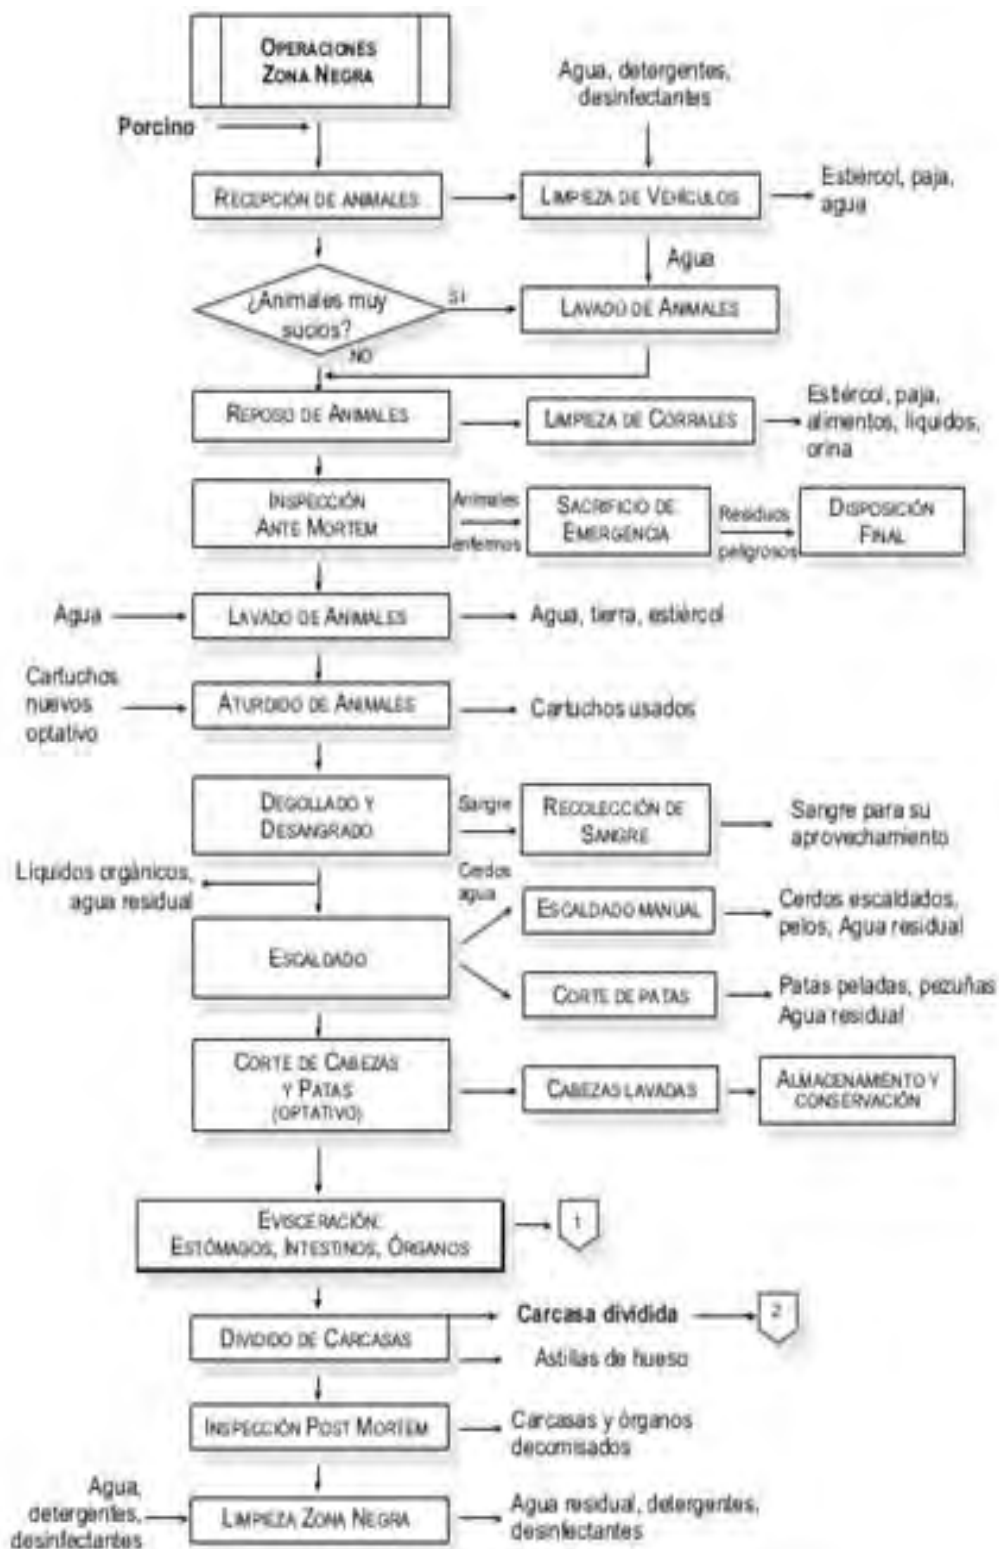 OPERACIONES
ZONA NEGRA
Agua, detergentes,
desinfectantes
Porcino
RECEPCIÓN DE ANIMALES
LIMPIEZA DE VEHÍCULOS
Estiércol, paja,
agua
Agua
¿Animales muy
sucios?
SI
LAVADO DE ANIMALES
NO
REPOSO DE ANIMALES
LIMPIEZA DE CORRALES
Estiércol, paja,
alimentos, líquidos,
orina
INSPECCIÓN
ANTE MORTEM
Animales
enfermos
SACRIFICIO DE
EMERGENCIA
Residuos
peligrosos
DISPOSICIÓN
FINAL
Agua
LAVADO DE ANIMALES
Agua, tierra, estiércol
Cartuchos
nuevos
optativo
ATURDIDO DE ANIMALES
Cartuchos usados
DEGOLLADO Y
DESANGRADO
Sangre
RECOLECCIÓN DE
SANGRE
Sangre para su
aprovechamiento
Líquidos orgánicos,
agua residual
Cerdos
agua
ESCALDADO
ESCALDADO MANUAL
Cerdos escaldados,
pelos, Agua residual
CORTE DE PATAS
Patas peladas, pezuñas
Agua residual
CORTE DE CABEZAS
Y PATAS
(OPTATIVO)
CABEZAS LAVADAS
ALMACENAMIENTO Y
CONSERVACIÓN
EVISCERACIÓN:
ESTÓMAGOS, INTESTINOS, ÓRGANOS
1
DIVIDIDO DE CARCASAS
Carcasa dividida
2
Astillas de hueso
INSPECCIÓN POST MORTEM
Carcasas y órganos
decomisados
Agua,
detergentes,
desinfectantes
LIMPIEZA ZONA NEGRA
Agua residual, detergentes,
desinfectantes